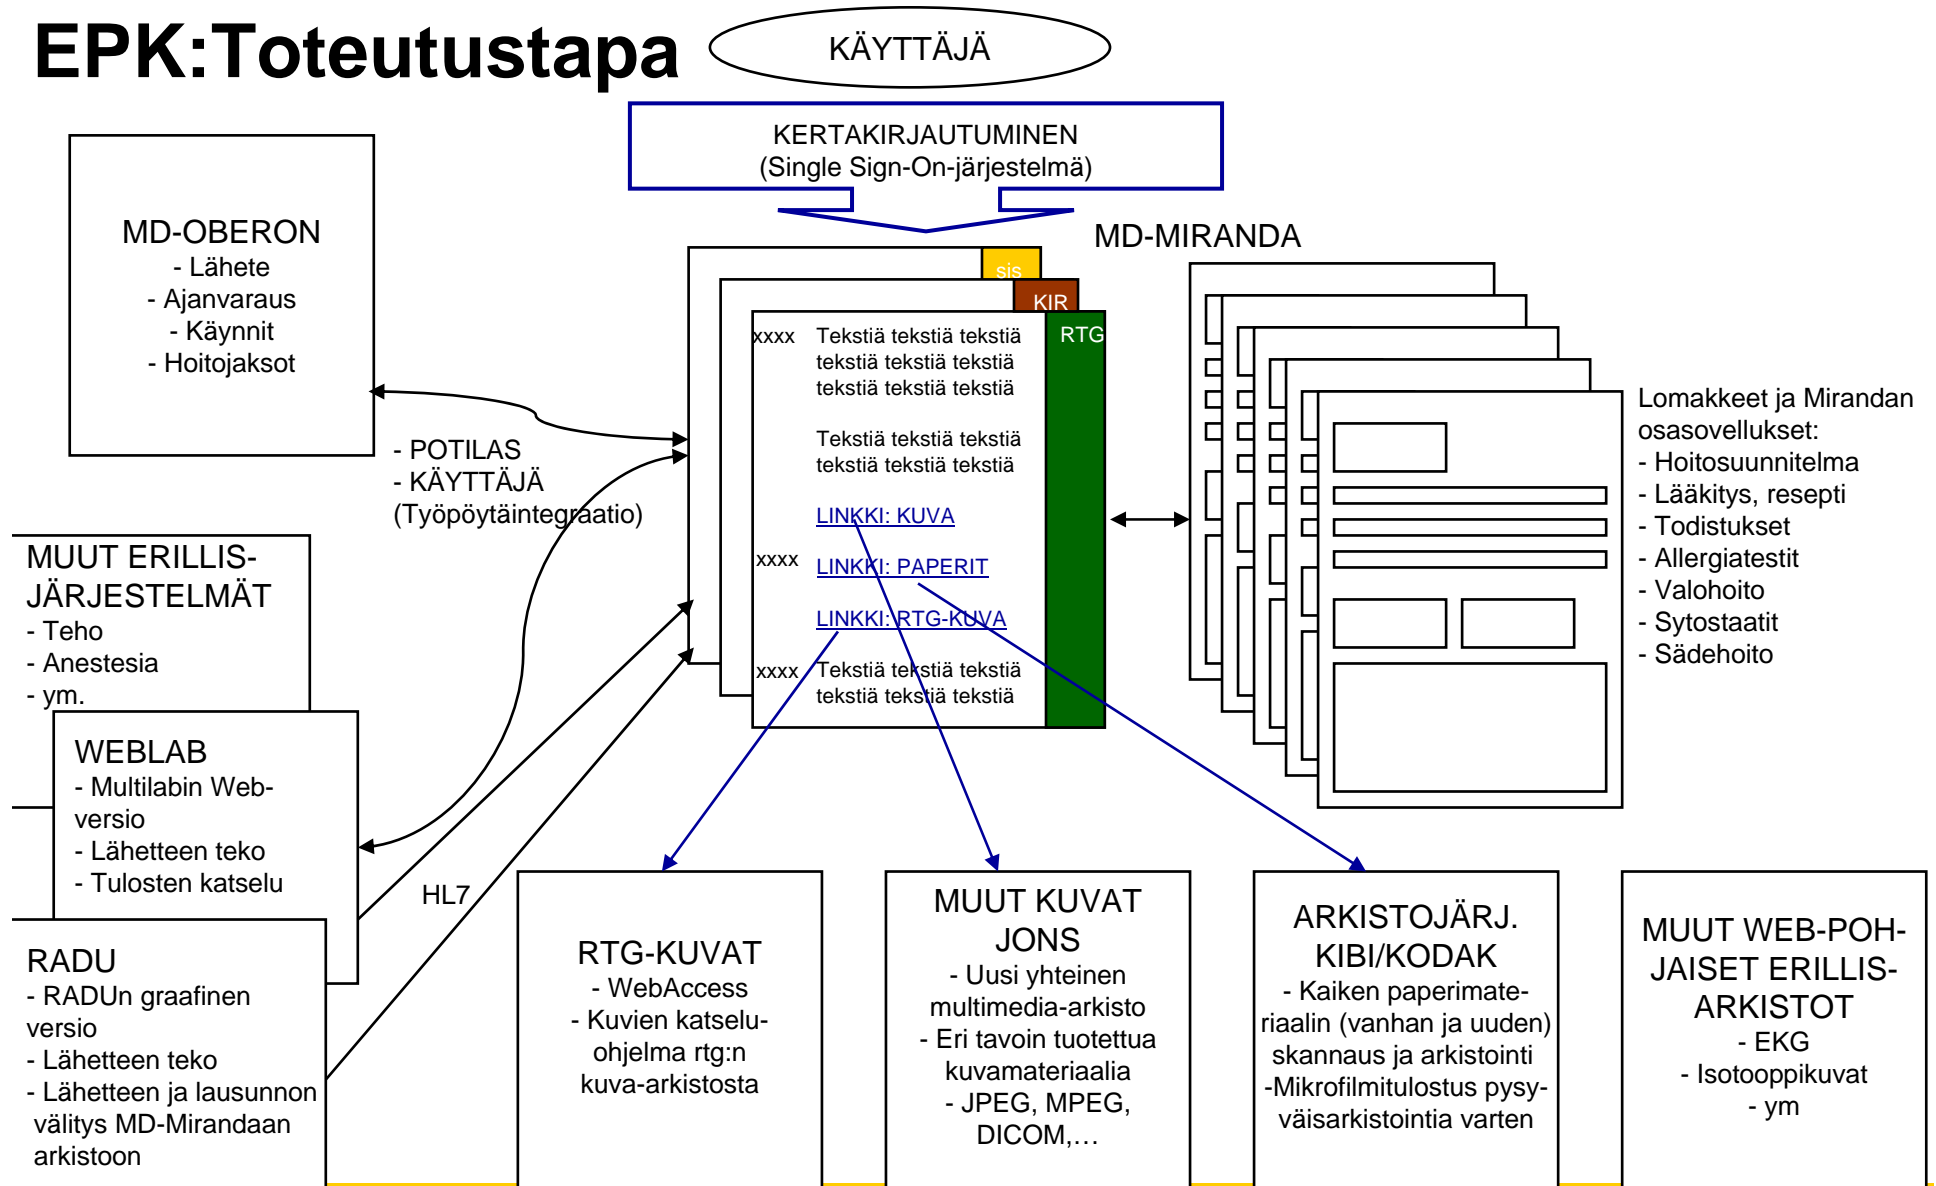 EPK:Toteutustapa
KÄYTTÄJÄ
KERTAKIRJAUTUMINEN
(Single Sign-On-järjestelmä)
MD-OBERON
- Lähete
- Ajanvaraus
- Käynnit
- Hoitojaksot
MD-MIRANDA
sis
KIR
RTG
xxxx
Tekstiä tekstiä tekstiä
tekstiä tekstiä tekstiä
tekstiä tekstiä tekstiä
Tekstiä tekstiä tekstiä
tekstiä tekstiä tekstiä
LINKKI: KUVA
xxxx
LINKKI: PAPERIT
LINKKI: RTG-KUVA
xxxx
Tekstiä tekstiä tekstiä
tekstiä tekstiä tekstiä
- POTILAS
- KÄYTTÄJÄ
(Työpöytäintegraatio)
Lomakkeet ja Mirandan
osasovellukset:
- Hoitosuunnitelma
- Lääkitys, resepti
- Todistukset
- Allergiatestit
- Valohoito
- Sytostaatit
- Sädehoito
MUUT ERILLIS-
JÄRJESTELMÄT
- Teho
- Anestesia
- ym.
WEBLAB
- Multilabin Web-
versio
- Lähetteen teko
- Tulosten katselu
HL7
RADU
- RADUn graafinen
versio
- Lähetteen teko
- Lähetteen ja lausunnon
välitys MD-Mirandaan
arkistoon
RTG-KUVAT
- WebAccess
- Kuvien katselu-
ohjelma rtg:n
kuva-arkistosta
MUUT KUVAT
JONS
- Uusi yhteinen
multimedia-arkisto
- Eri tavoin tuotettua
kuvamateriaalia
- JPEG, MPEG,
DICOM,…
ARKISTOJÄRJ.
KIBI/KODAK
- Kaiken paperimate-
riaalin (vanhan ja uuden)
skannaus ja arkistointi
-Mikrofilmitulostus pysy-
väisarkistointia varten
MUUT WEB-POH-
JAISET ERILLIS-
ARKISTOT
- EKG
- Isotooppikuvat
- ym